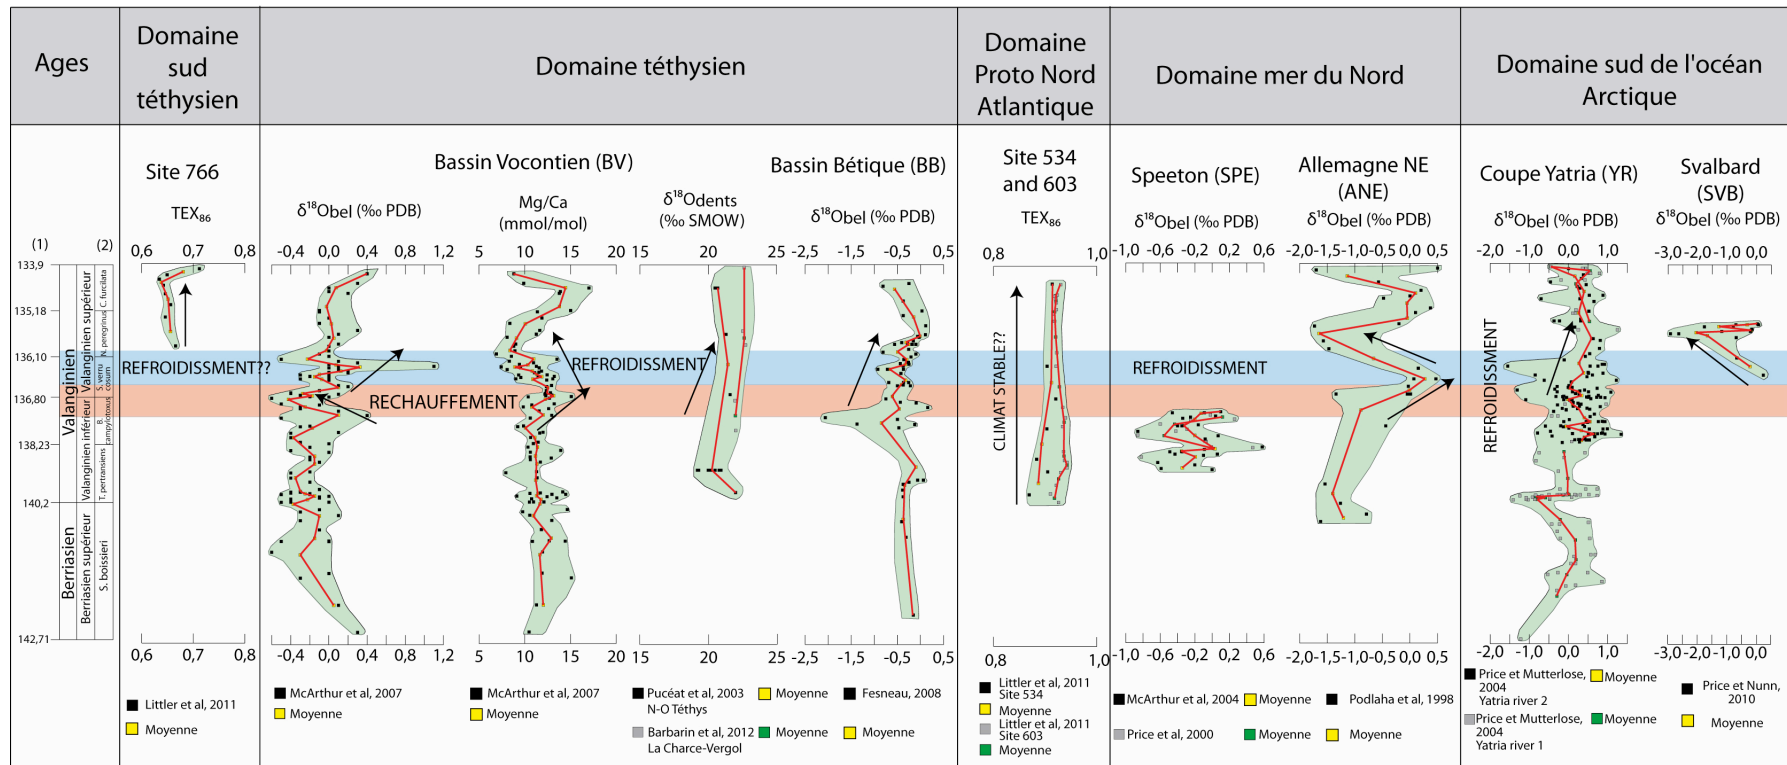 Ages
Domaine
sud
téthysien
Domaine téthysien
Domaine
Proto Nord
Atlantique
Domaine mer du Nord
Domaine sud de l'océan
Arctique
Site 766
TEX86
Bassin Vocontien (BV)
δ18Obel (‰ PDB)
Mg/Ca
(mmol/mol)
δ18Odents
(‰ SMOW)
Bassin Bétique (BB)
δ18Obel (‰ PDB)
Site 534
and 603
TEX86
Speeton (SPE)
δ18Obel (‰ PDB)
Allemagne NE
(ANE)
δ18Obel (‰ PDB)
Coupe Yatria (YR)
δ18Obel (‰ PDB)
Svalbard
(SVB)
δ18Obel (‰ PDB)
(1) (2)
0,6 0,7 0,8
-0,4 0,0 0,4 0,8 1,2
5 10 15 20
15 20 25
-2,5 -1,5 -0,5 0,5
0,8 1,0
-1,0 -0,6 -0,2 0,2 0,6
-2,0 -1,5 -1,0 -0,5 0,0 0,5
-2,0 -1,0 0,0 1,0
-3,0 -2,0 -1,0 0,0
133,9
135,18
136,10
136,80
138,23
140,2
142,71
Valanginien
Berriasien
Valanginien supérieur
Valanginien inférieur
Berriasien supérieur
C. furcilata
N. peregrinus
S. verru
cosum
B.
campylotoxus
T. pertransiens
S. boissieri
REFROIDISSMENT??
REFROIDISSMENT
RECHAUFFEMENT
CLIMAT STABLE??
REFROIDISSMENT
REFROIDISSMENT
0,6 0,7 0,8
-0,4 0,0 0,4 0,8 1,2
5 10 15 20
15 20 25
-2,5 -1,5 -0,5 0,5
0,8 1,0
-1,0 -0,6 -0,2 0,2 0,6
-2,0 -1,5 -1,0 -0,5 0,0 0,5
-2,0 -1,0 0,0 1,0
-3,0 -2,0 -1,0 0,0
Littler et al, 2011
Moyenne
McArthur et al, 2007
Moyenne
McArthur et al, 2007
Moyenne
Pucéat et al, 2003
N-O Téthys
Moyenne
Barbarin et al, 2012
La Charce-Vergol
Moyenne
Fesneau, 2008
Moyenne
Littler et al, 2011
Site 534
Moyenne
Littler et al, 2011
Site 603
Moyenne
McArthur et al, 2004
Moyenne
Price et al, 2000
Moyenne
Podlaha et al, 1998
Moyenne
Price et Mutterlose,
2004
Yatria river 2
Moyenne
Price et Mutterlose,
2004
Yatria river 1
Moyenne
Price et Nunn,
2010
Moyenne